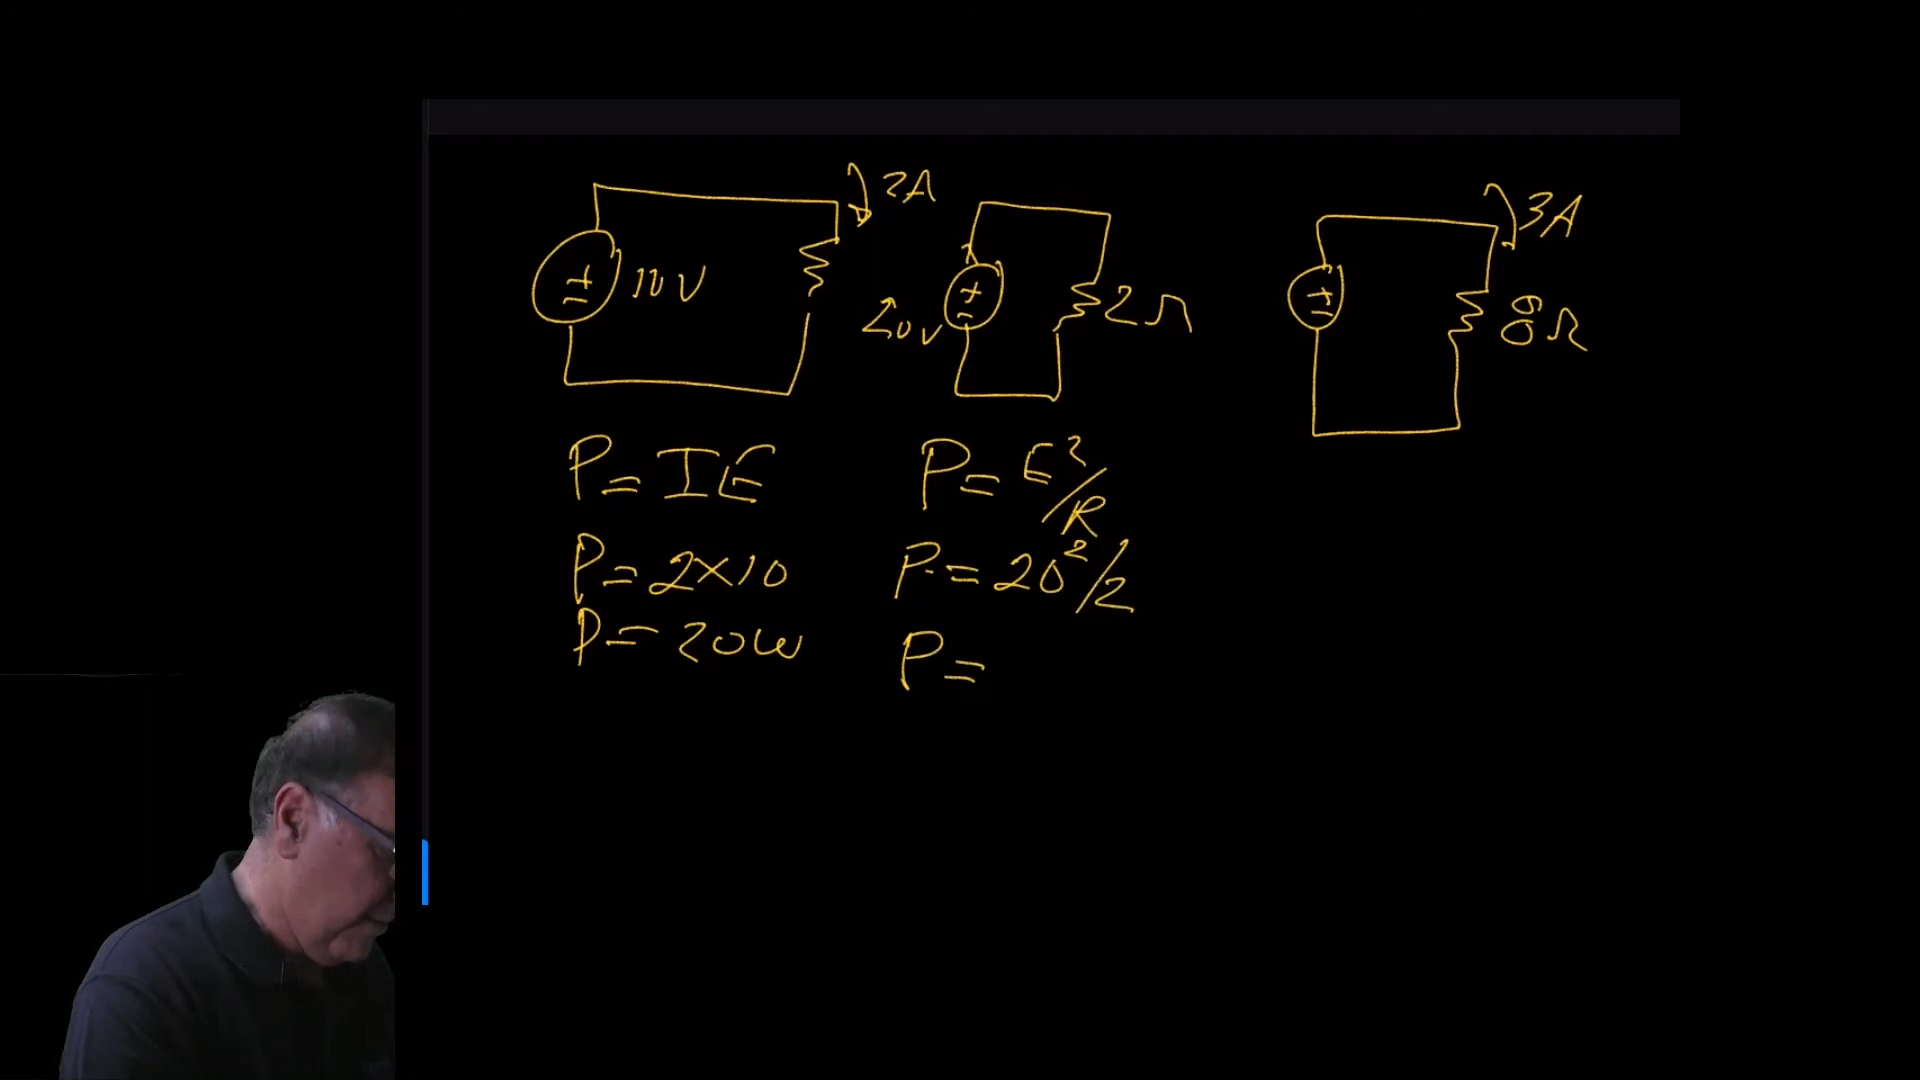 2A
10V
20V
2Ω
3A
8Ω
P=IE
P=2×10
P=20W
P=E²/R
P=20²/2
P=